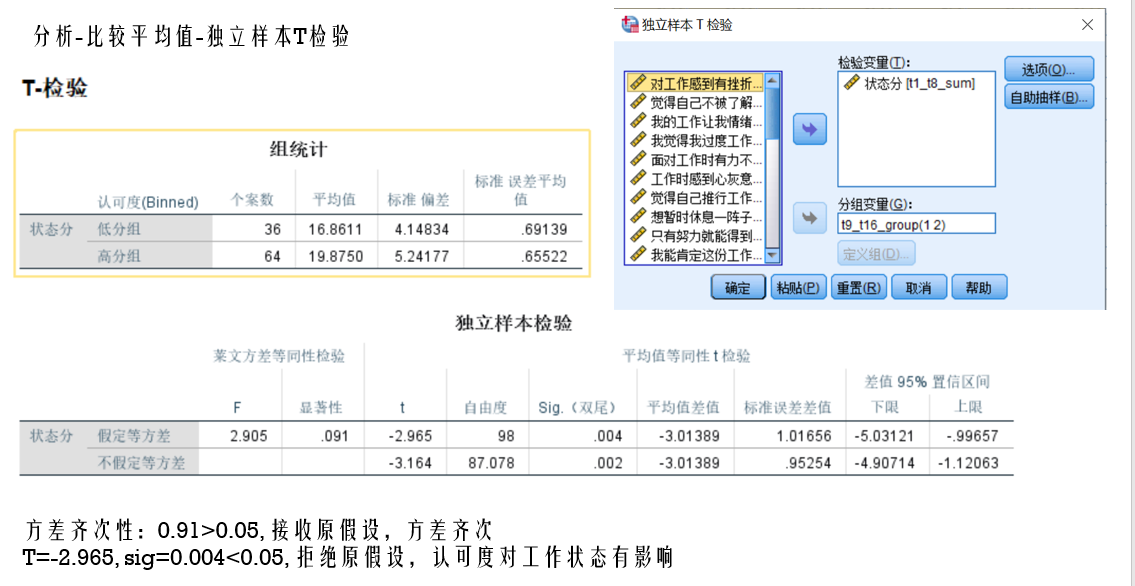 分析-比较平均值-独立样本T检验
T-检验
组统计
认可度(Binned) 个案数 平均值 标准 偏差 标准 误差平均值
状态分 低分组 36 16.8611 4.14834 .69139
高分组 64 19.8750 5.24177 .65522
独立样本 T 检验
对工作感到有挫折...
觉得自己不被了解...
我的工作让我情绪...
我觉得我过度工作...
面对工作时有力不...
工作时感到心灰意...
觉得自己推行工作...
想暂时休息一阵子...
只有努力就能得到...
我能肯定这份工作...
检验变量(T):
状态分 [t1_t8_sum]
分组变量(G):
t9_t16_group(1 2)
定义组(D)...
选项(O)...
自助抽样(B)...
确定 粘贴(P) 重置(R) 取消 帮助
独立样本检验
莱文方差等同性检验 平均值等同性 t 检验
差值 95% 置信区间
F 显著性 t 自由度 Sig.（双尾） 平均值差值 标准误差差值 下限 上限
状态分 假定等方差 2.905 .091 -2.965 98 .004 -3.01389 1.01656 -5.03121 -.99657
不假定等方差 -3.164 87.078 .002 -3.01389 .95254 -4.90714 -1.12063
方差齐次性：0.91>0.05,接收原假设，方差齐次
T=-2.965,sig=0.004<0.05,拒绝原假设，认可度对工作状态有影响